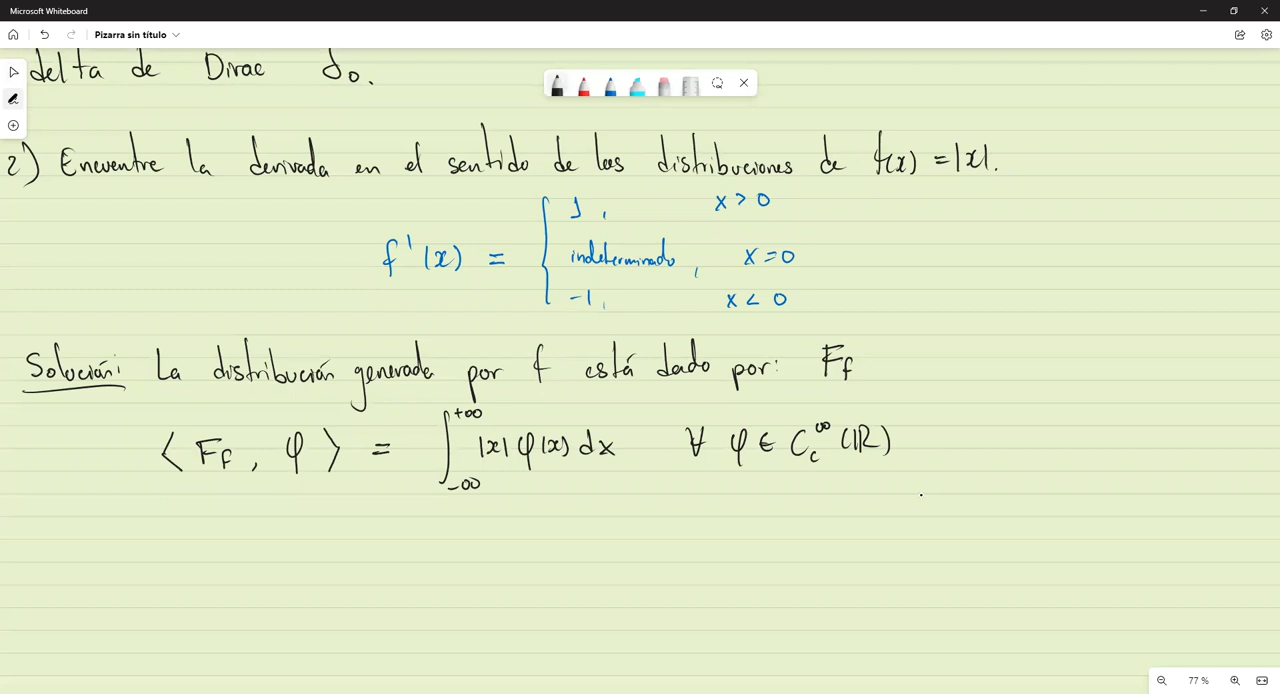 Microsoft Whiteboard
Pizarra sin título
delta de Dirac δ₀.
2) Encuentre la derivada en el sentido de las distribuciones de f(x) = |x|.
f'(x) = { 1, x > 0
indeterminado, x = 0
-1, x < 0
Solución: La distribución generada por f está dado por: F_f
⟨F_f, φ⟩ = ∫_{-∞}^{+∞} |x| φ(x) dx ∀ φ ∈ C_c^∞(ℝ)
77 %